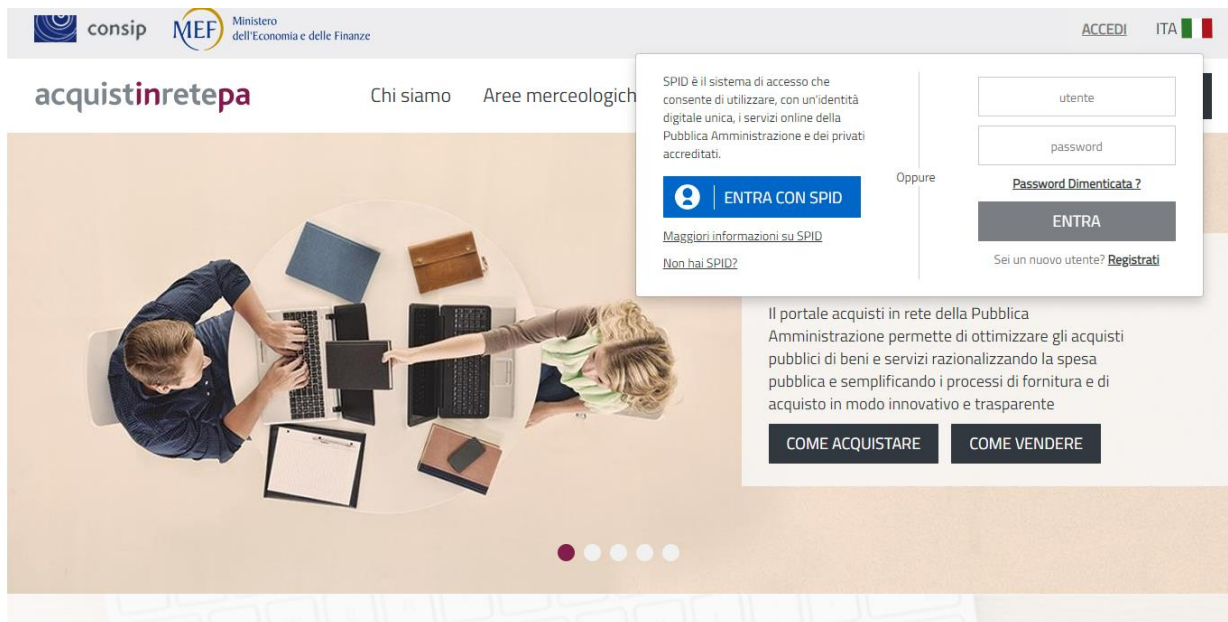 consip
MEF
Ministero
dell'Economia e delle Finanze
ACCEDI
ITA
acquistinretepa
Chi siamo
Aree merceologich
SPID è il sistema di accesso che
consente di utilizzare, con un'identità
digitale unica, i servizi online della
Pubblica Amministrazione e dei privati
accreditati.
ENTRA CON SPID
Maggiori informazioni su SPID
Non hai SPID?
Oppure
utente
password
Password Dimenticata ?
ENTRA
Sei un nuovo utente? Registrati
Il portale acquisti in rete della Pubblica
Amministrazione permette di ottimizzare gli acquisti
pubblici di beni e servizi razionalizzando la spesa
pubblica e semplificando i processi di fornitura e di
acquisto in modo innovativo e trasparente
COME ACQUISTARE
COME VENDERE